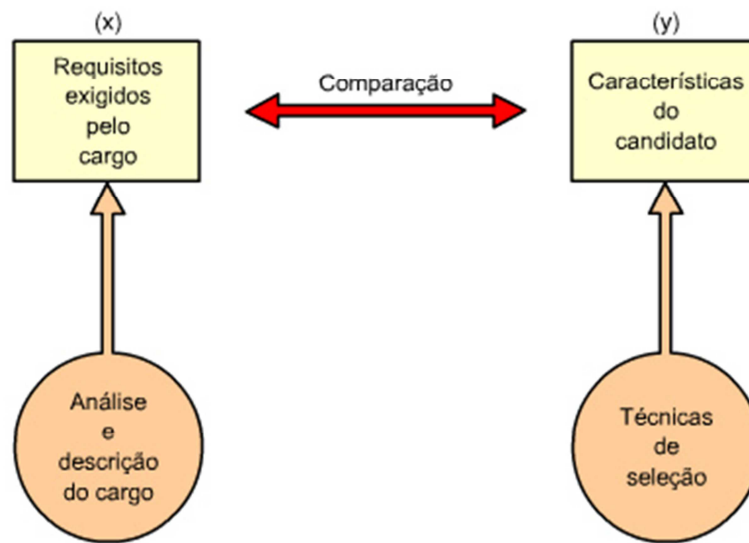 (x)
Requisitos
exigidos
pelo
cargo
Comparação
(y)
Características
do
candidato
Análise
e
descrição
do cargo
Técnicas
de
seleção